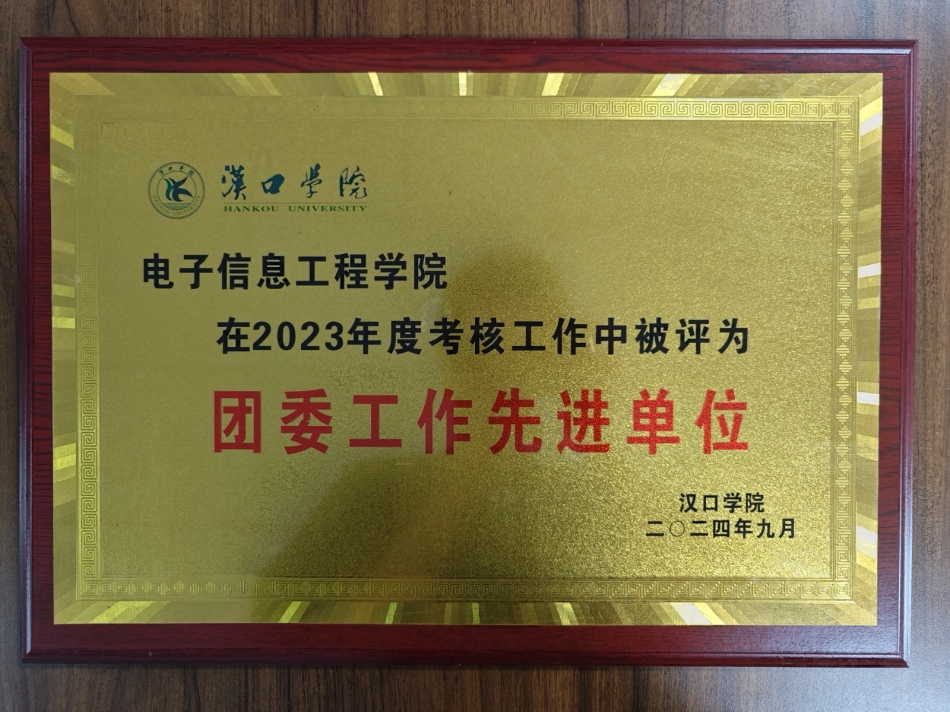 漢口學院
HANKOU UNIVERSITY
电子信息工程学院
在2023年度考核工作中被评为
团委工作先进单位
汉口学院
二〇二四年九月